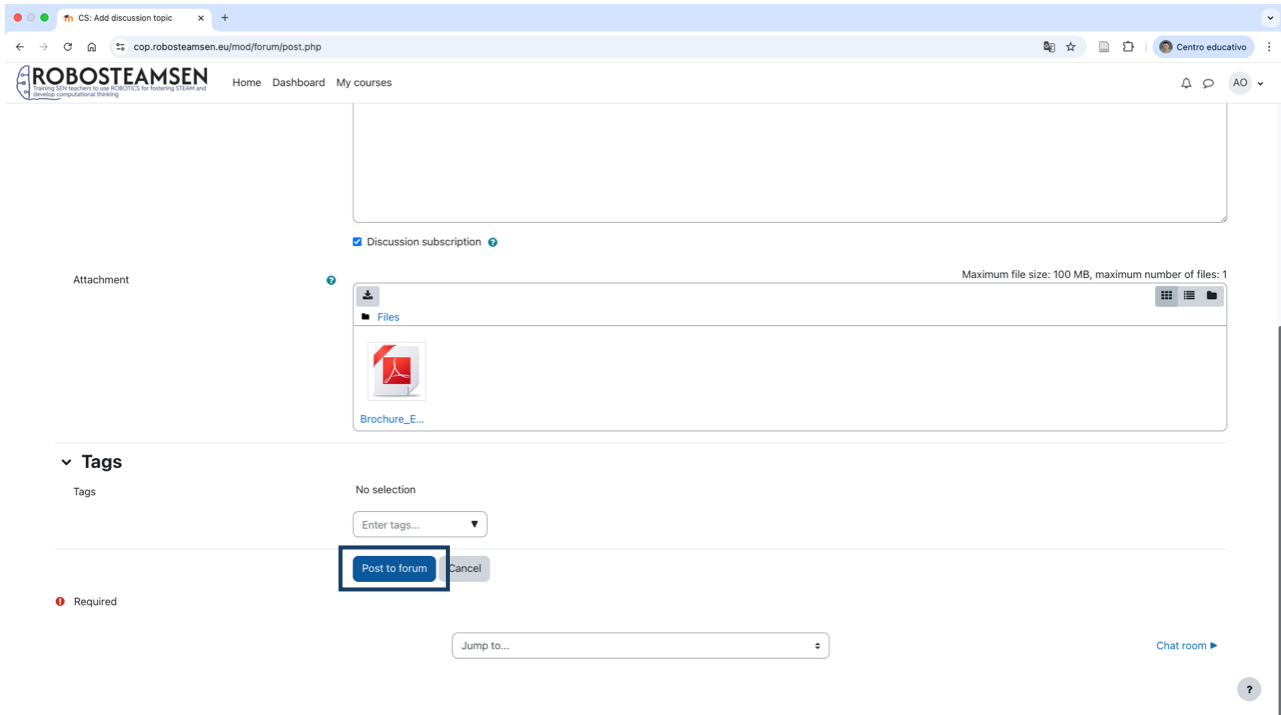 CS: Add discussion topic
cop.robosteamsen.eu/mod/forum/post.php
Centro educativo
ROBOSTEAMSEN
Training SEN teachers to use ROBOTICS for fostering STEAM and
develop computational thinking
Home Dashboard My courses
AO
Discussion subscription
Attachment
Maximum file size: 100 MB, maximum number of files: 1
Files
Brochure_E...
Tags
Tags
No selection
Enter tags...
Post to forum Cancel
Required
Jump to...
Chat room